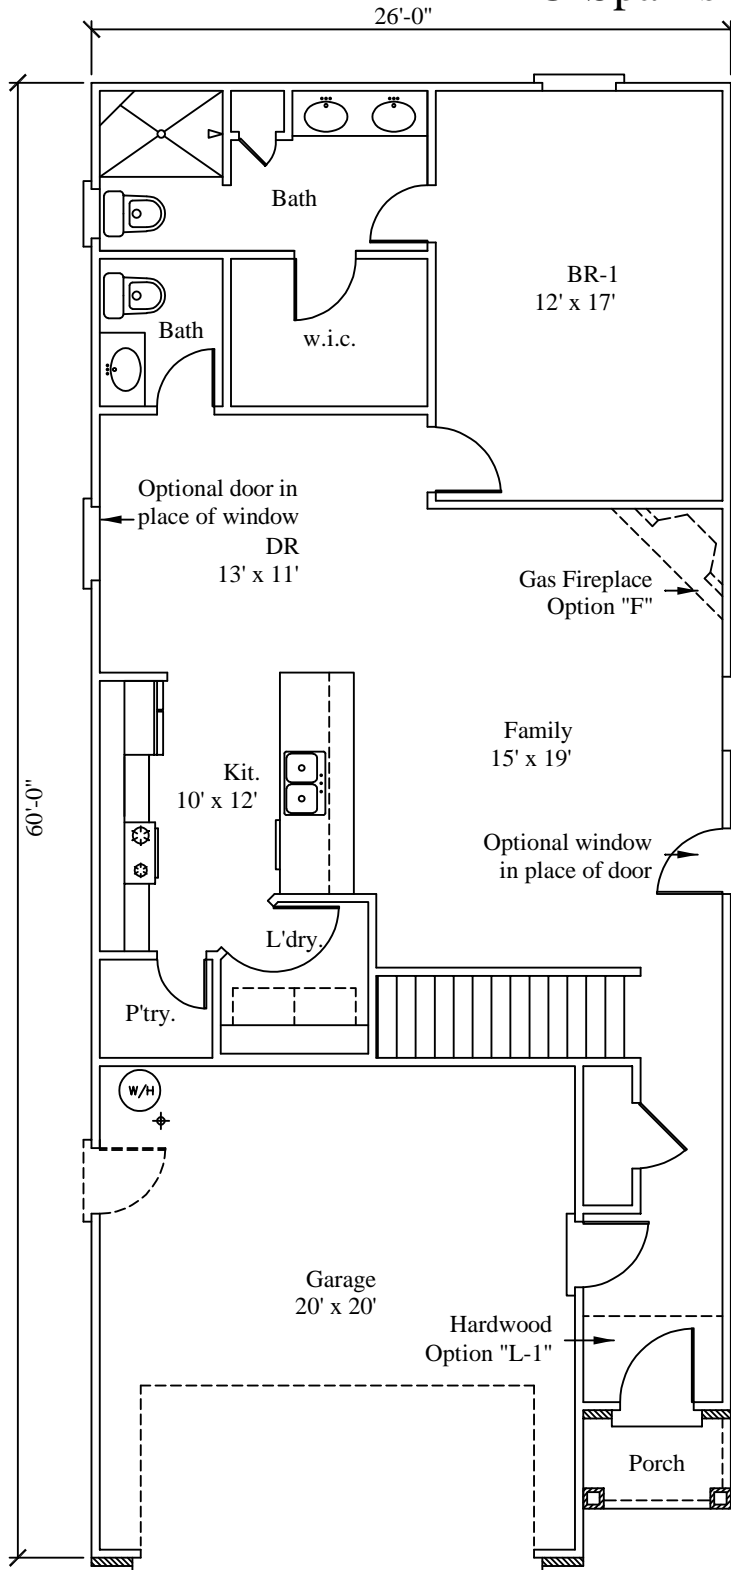 26'-0"
Bath
BR-1
12' x 17'
Bath
w.i.c.
Optional door in
place of window
DR
13' x 11'
Gas Fireplace
Option "F"
Family
15' x 19'
Kit.
10' x 12'
60'-0"
Optional window
in place of door
L'dry.
P'try.
W/H
Garage
20' x 20'
Hardwood
Option "L-1"
Porch